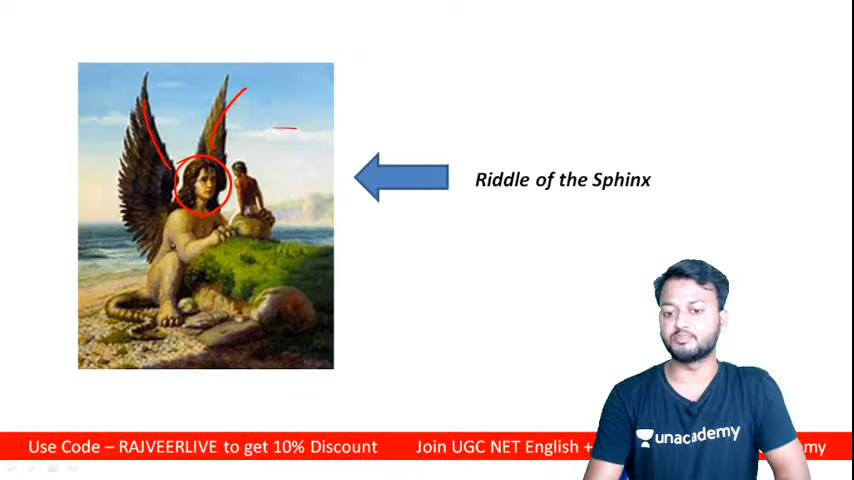 Riddle of the Sphinx
unacademy
Use Code – RAJVEERLIVE to get 10% Discount
Join UGC NET English +